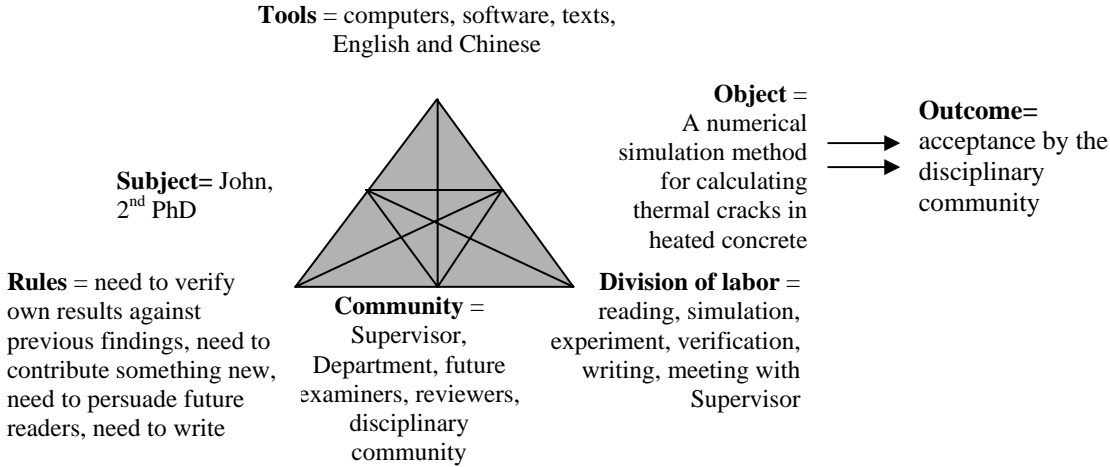 Tools = computers, software, texts,
English and Chinese
Object =
A numerical
simulation method
for calculating
thermal cracks in
heated concrete
Outcome=
acceptance by the
disciplinary
community
Subject= John,
2nd PhD
Rules = need to verify
own results against
previous findings, need to
contribute something new,
need to persuade future
readers, need to write
Community =
Supervisor,
Department, future
examiners, reviewers,
disciplinary
community
Division of labor =
reading, simulation,
experiment, verification,
writing, meeting with
Supervisor